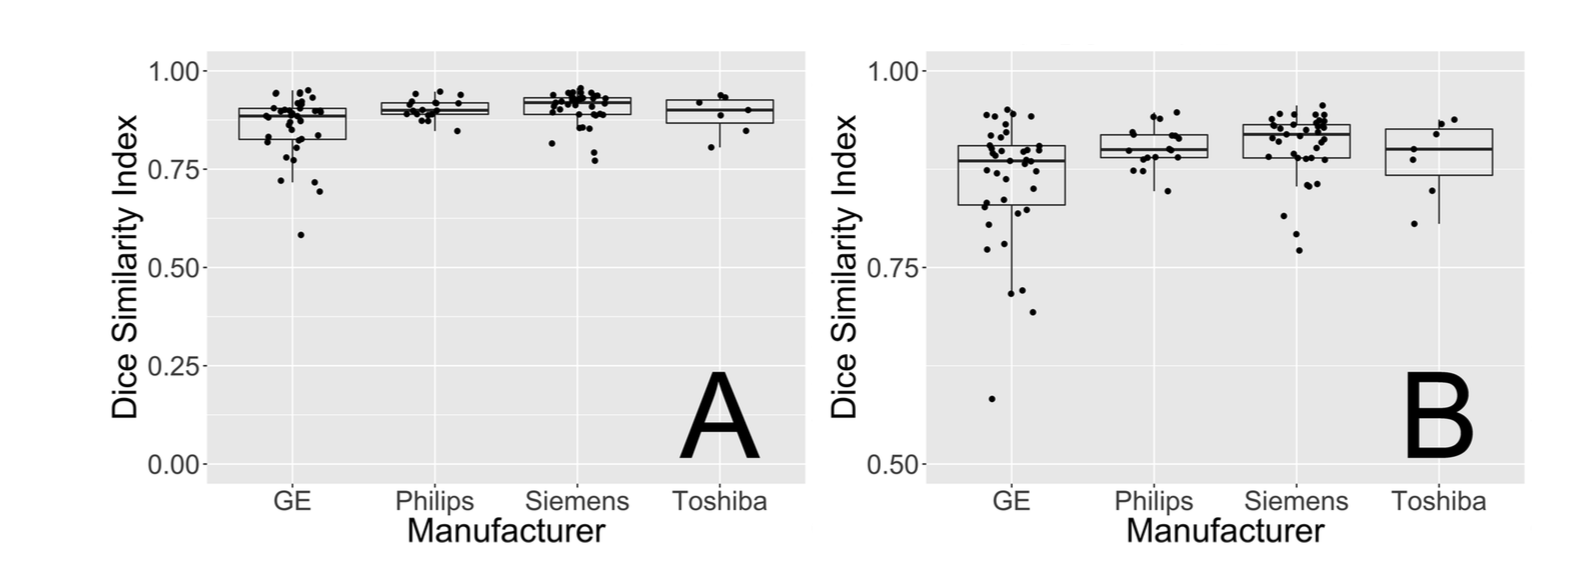 Dice Similarity Index
1.00
0.75
0.50
0.25
0.00
A
GE Philips Siemens Toshiba
Manufacturer
Dice Similarity Index
1.00
0.75
0.50
B
GE Philips Siemens Toshiba
Manufacturer